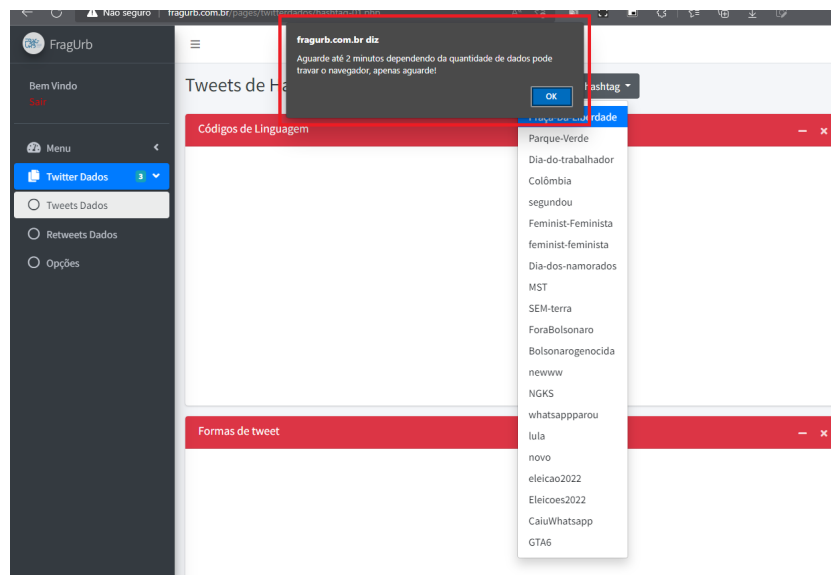 Não seguro
fragurb.com.br/pages/twitterdados/hashtag-01.php
FragUrb
fragurb.com.br diz
Aguarde até 2 minutos dependendo da quantidade de dados pode
travar o navegador, apenas aguarde!
OK
Bem Vindo
Sair
Tweets de Ha
hashtag
Códigos de Linguagem
Menu
Twitter Dados 3
Tweets Dados
Retweets Dados
Opções
Praça-Da-Liberdade
Parque-Verde
Dia-do-trabalhador
Colômbia
segundou
Feminist-Feminista
feminist-feminista
Dia-dos-namorados
MST
SEM-terra
ForaBolsonaro
Bolsonarogenocida
newww
NGKS
whatsappparou
lula
novo
eleicao2022
Eleicoes2022
CaiuWhatsapp
GTA6
Formas de tweet